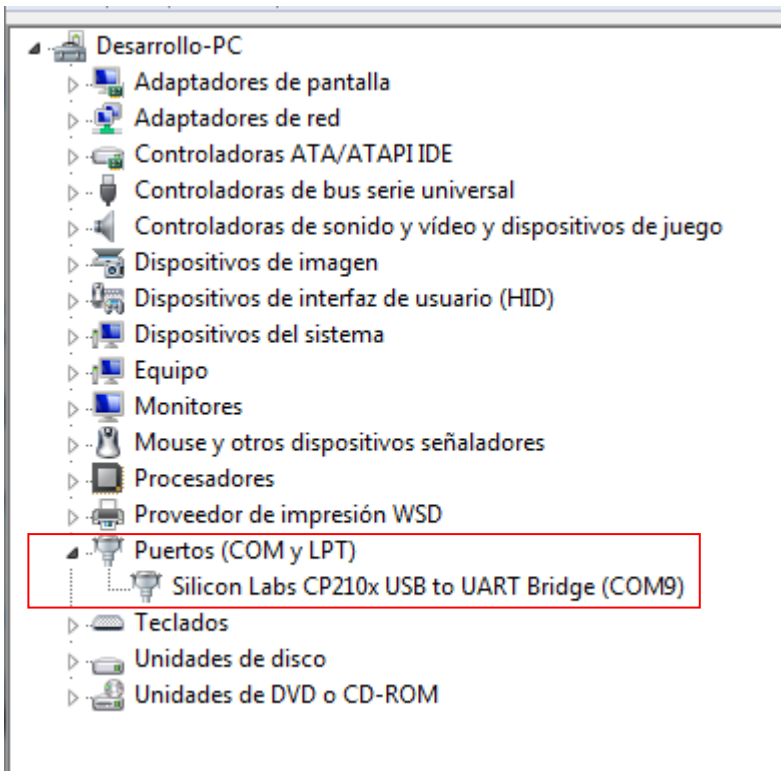 Desarrollo-PC
Adaptadores de pantalla
Adaptadores de red
Controladoras ATA/ATAPI IDE
Controladoras de bus serie universal
Controladoras de sonido y vídeo y dispositivos de juego
Dispositivos de imagen
Dispositivos de interfaz de usuario (HID)
Dispositivos del sistema
Equipo
Monitores
Mouse y otros dispositivos señaladores
Procesadores
Proveedor de impresión WSD
Puertos (COM y LPT)
Silicon Labs CP210x USB to UART Bridge (COM9)
Teclados
Unidades de disco
Unidades de DVD o CD-ROM